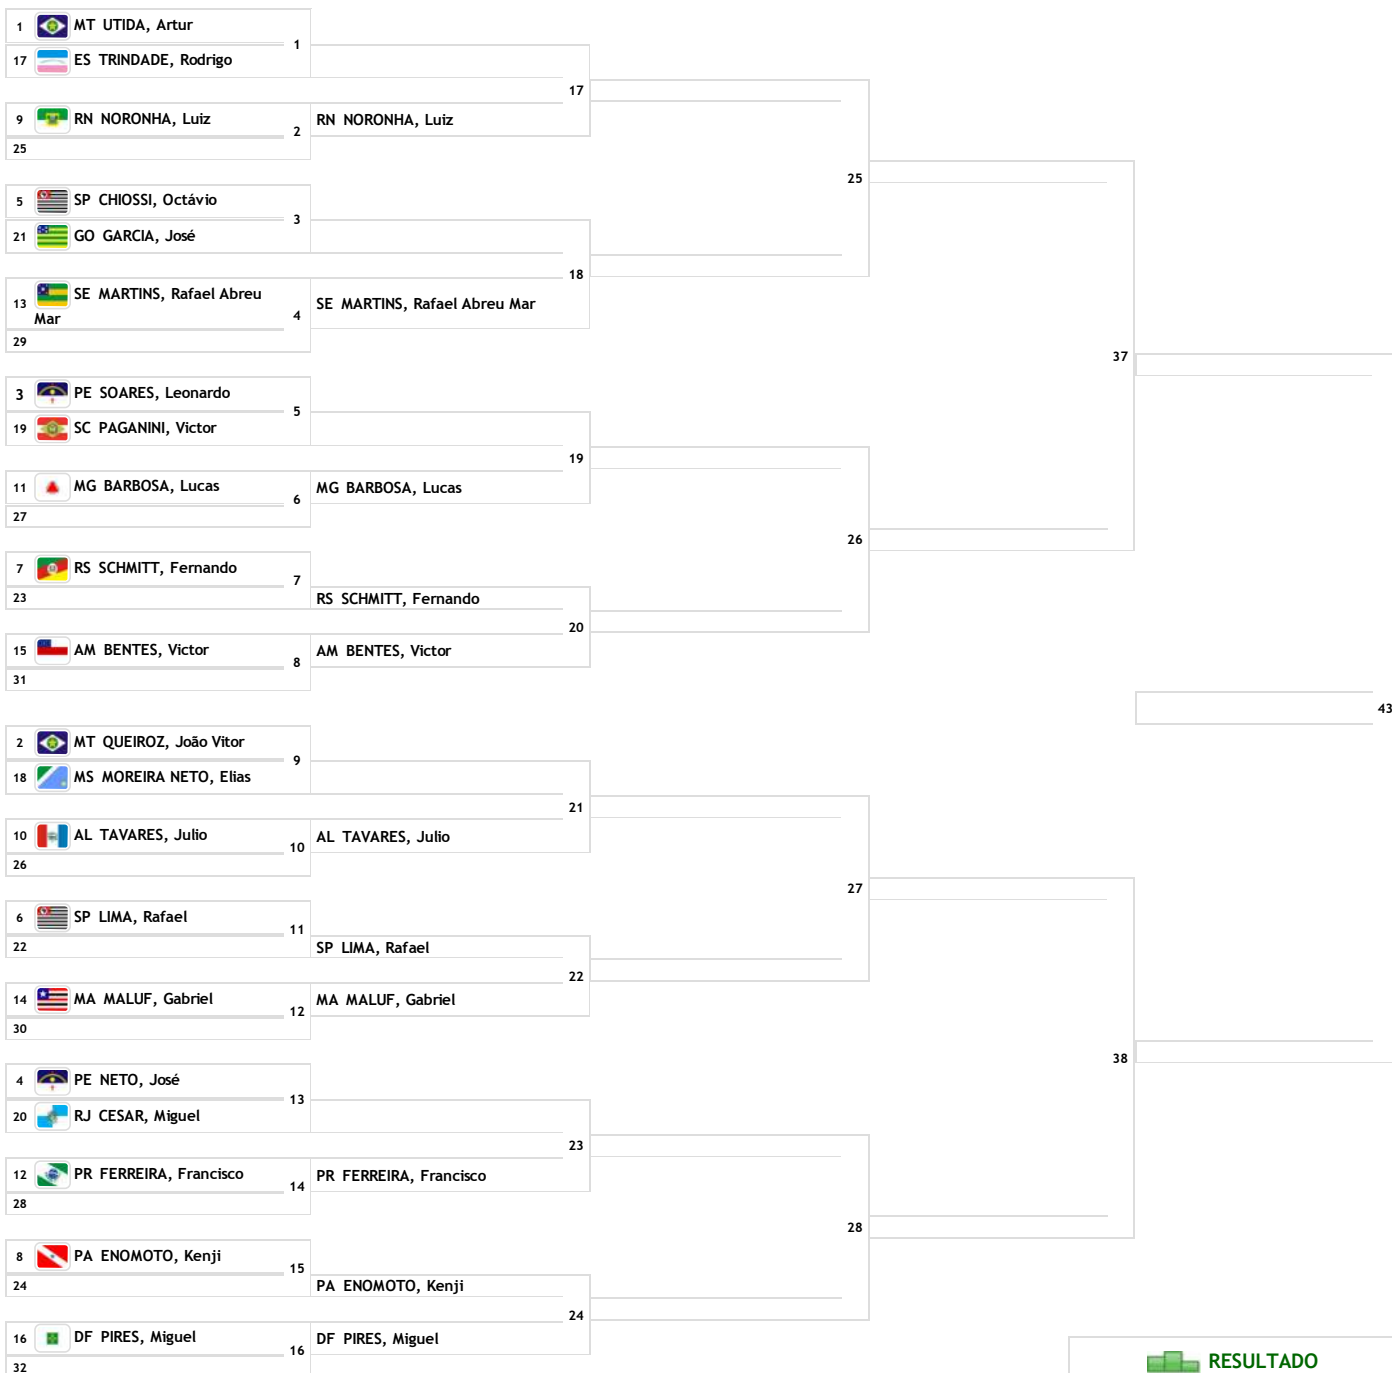 1 MT UTIDA, Artur
1
17 ES TRINDADE, Rodrigo
17
9 RN NORONHA, Luiz
2 RN NORONHA, Luiz
25
25
5 SP CHIOSSI, Octávio
3
21 GO GARCIA, José
18
13 SE MARTINS, Rafael Abreu
Mar
4 SE MARTINS, Rafael Abreu Mar
29
37
3 PE SOARES, Leonardo
5
19 SC PAGANINI, Victor
19
11 MG BARBOSA, Lucas
6 MG BARBOSA, Lucas
27
26
7 RS SCHMITT, Fernando
7
23
RS SCHMITT, Fernando
20
15 AM BENTES, Victor
8 AM BENTES, Victor
31
43
2 MT QUEIROZ, João Vitor
9
18 MS MOREIRA NETO, Elias
21
10 AL TAVARES, Julio
10 AL TAVARES, Julio
26
27
6 SP LIMA, Rafael
11
22
SP LIMA, Rafael
22
14 MA MALUF, Gabriel
12 MA MALUF, Gabriel
30
38
4 PE NETO, José
13
20 RJ CESAR, Miguel
23
12 PR FERREIRA, Francisco
14 PR FERREIRA, Francisco
28
28
8 PA ENOMOTO, Kenji
15
24
PA ENOMOTO, Kenji
24
16 DF PIRES, Miguel
16 DF PIRES, Miguel
32
RESULTADO